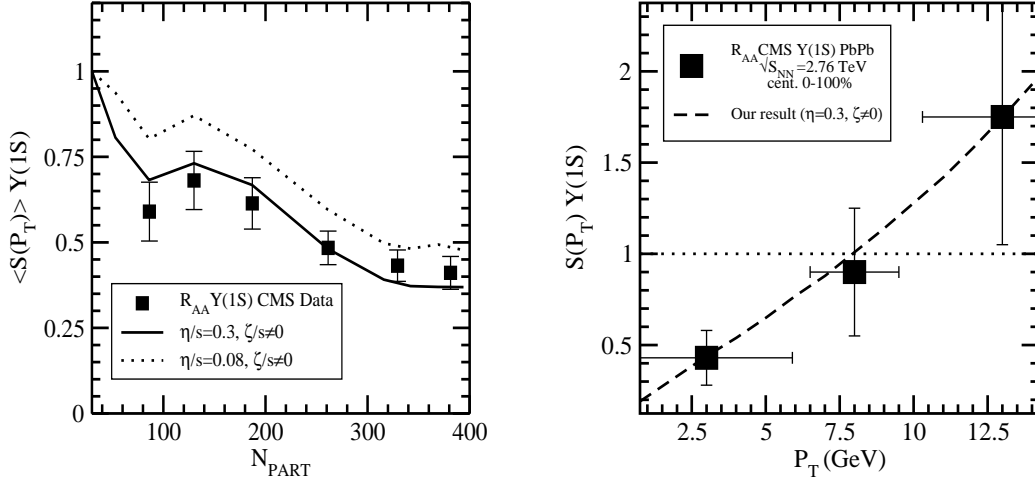 1
0.75
0.5
0.25
0
<S(P_T)> Υ(1S)
R_AA Υ(1S) CMS Data
η/s=0.3, ζ/s≠0
η/s=0.08, ζ/s≠0
100
200
300
400
N_PART
2
1.5
1
0.5
S(P_T) Υ(1S)
R_AA CMS Υ(1S) PbPb
√S_NN=2.76 TeV
cent. 0-100%
Our result (η=0.3, ζ≠0)
2.5
5
7.5
10
12.5
P_T (GeV)